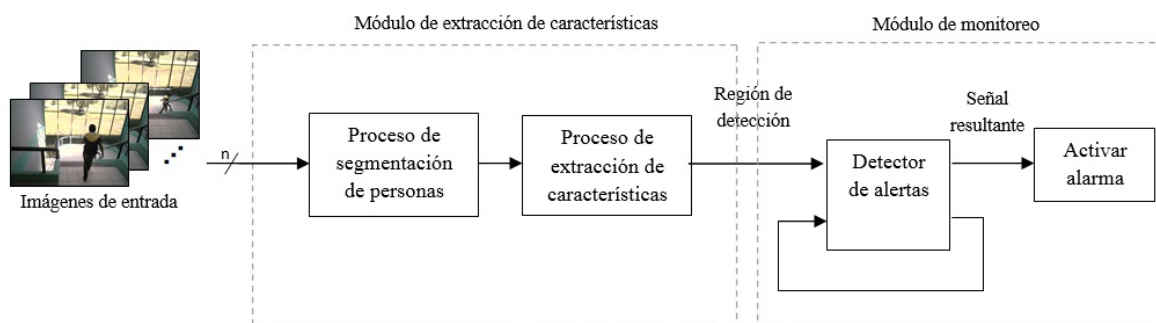 Módulo de extracción de características
Módulo de monitoreo
Imágenes de entrada
n
Proceso de
segmentación
de personas
Proceso de
extracción de
características
Región de
detección
Detector
de alertas
Señal
resultante
Activar
alarma